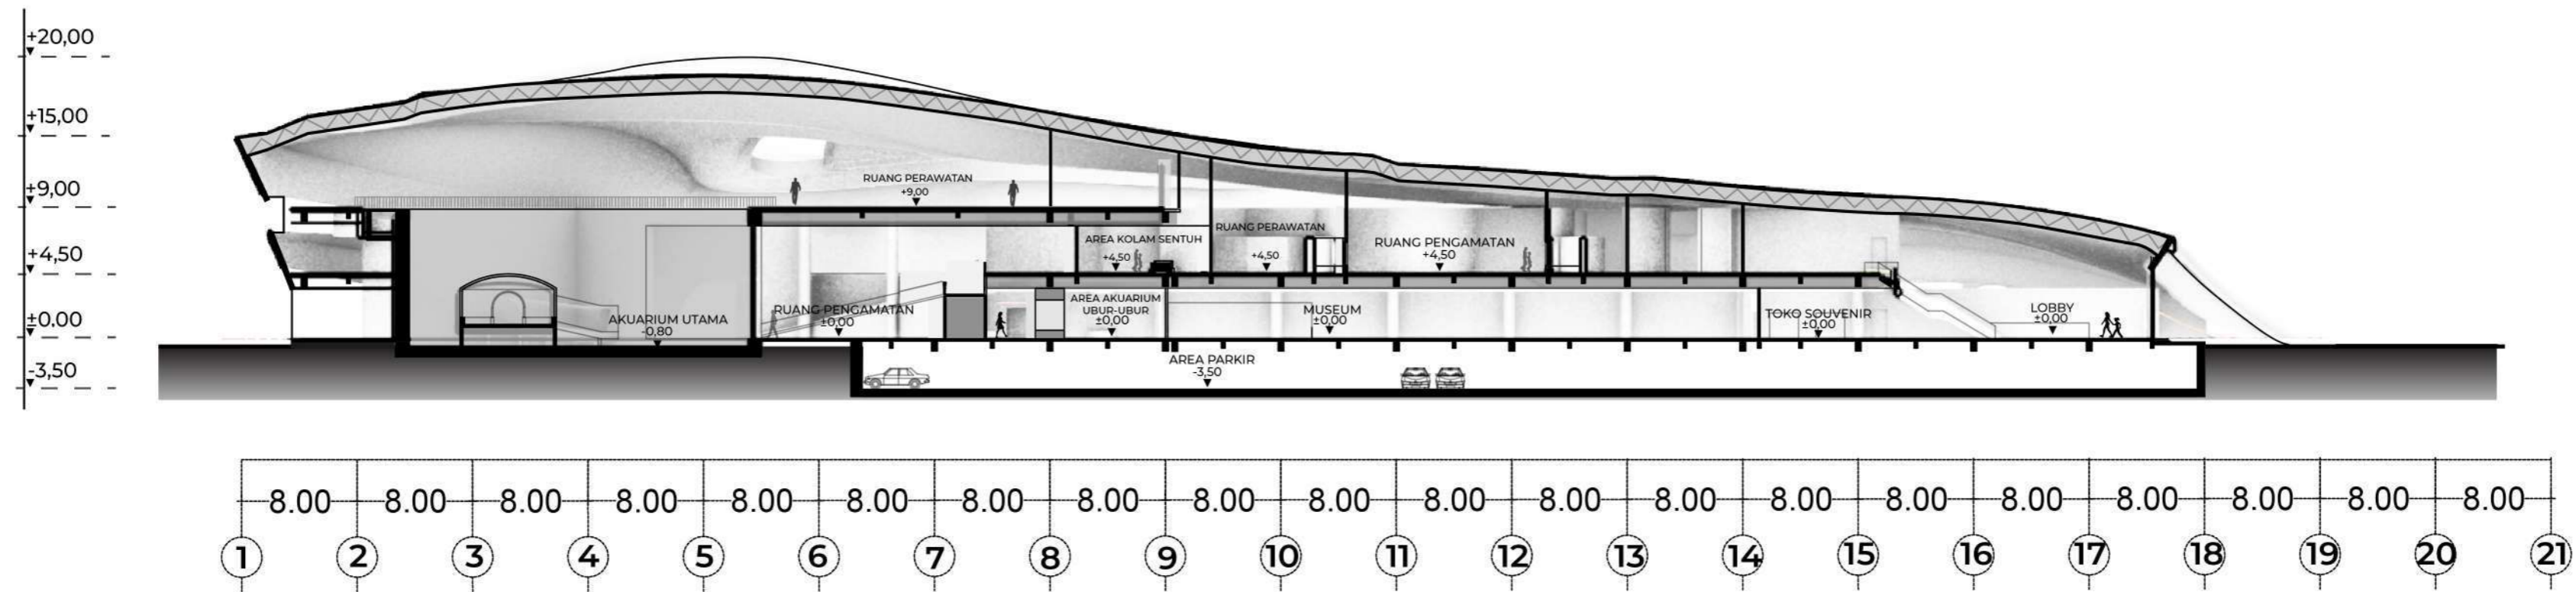 +20,00
+15,00
+9,00
+4,50
±0.00
-3,50
RUANG PERAWATAN
+9,00
AREA KOLAM SENTUH
+4,50
RUANG PERAWATAN
+4,50
RUANG PENGAMATAN
+4,50
AKUARIUM UTAMA
-0,80
RUANG PENGAMATAN
±0,00
AREA AKUARIUM
UBUR-UBUR
±0,00
MUSEUM
±0,00
TOKO SOUVENIR
±0,00
LOBBY
±0,00
AREA PARKIR
-3,50
8.00 8.00 8.00 8.00 8.00 8.00 8.00 8.00 8.00 8.00 8.00 8.00 8.00 8.00 8.00 8.00 8.00 8.00 8.00 8.00
1 2 3 4 5 6 7 8 9 10 11 12 13 14 15 16 17 18 19 20 21